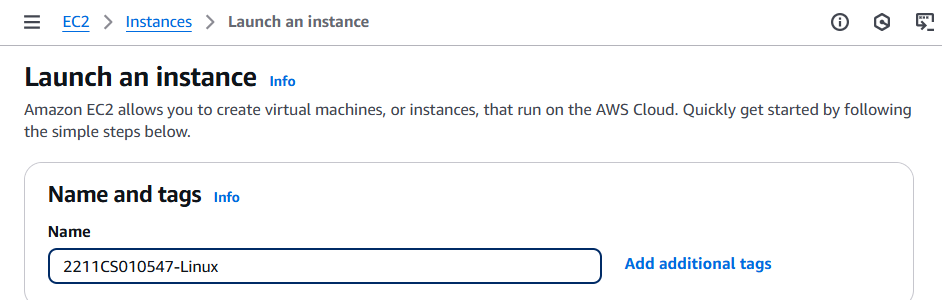 EC2 > Instances > Launch an instance
Launch an instance Info
Amazon EC2 allows you to create virtual machines, or instances, that run on the AWS Cloud. Quickly get started by following
the simple steps below.
Name and tags Info
Name
2211CS010547-Linux Add additional tags